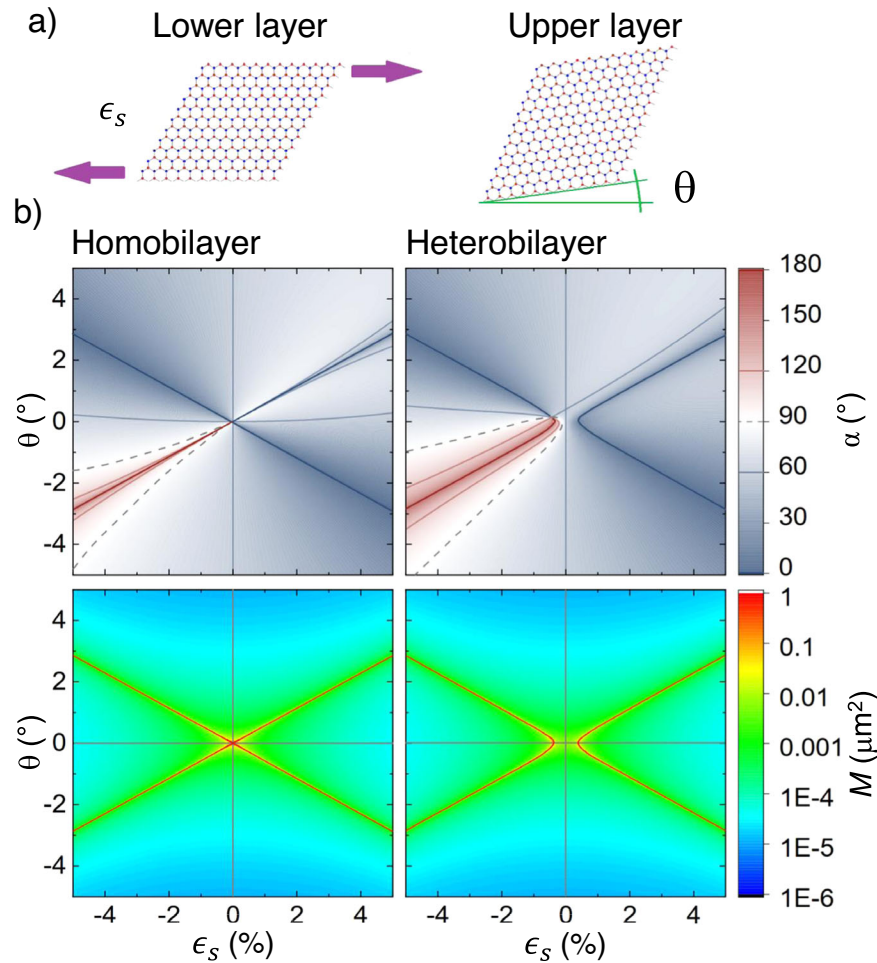 a)
Lower layer
Upper layer
ϵs
θ
b)
Homobilayer
Heterobilayer
4
2
0
-2
-4
θ (°)
180
150
120
90
60
30
0
α (°)
4
2
0
-2
-4
θ (°)
1
0.1
0.01
0.001
1E-4
1E-5
1E-6
M (μm²)
-4 -2 0 2 4
-4 -2 0 2 4
ϵs (%)
ϵs (%)